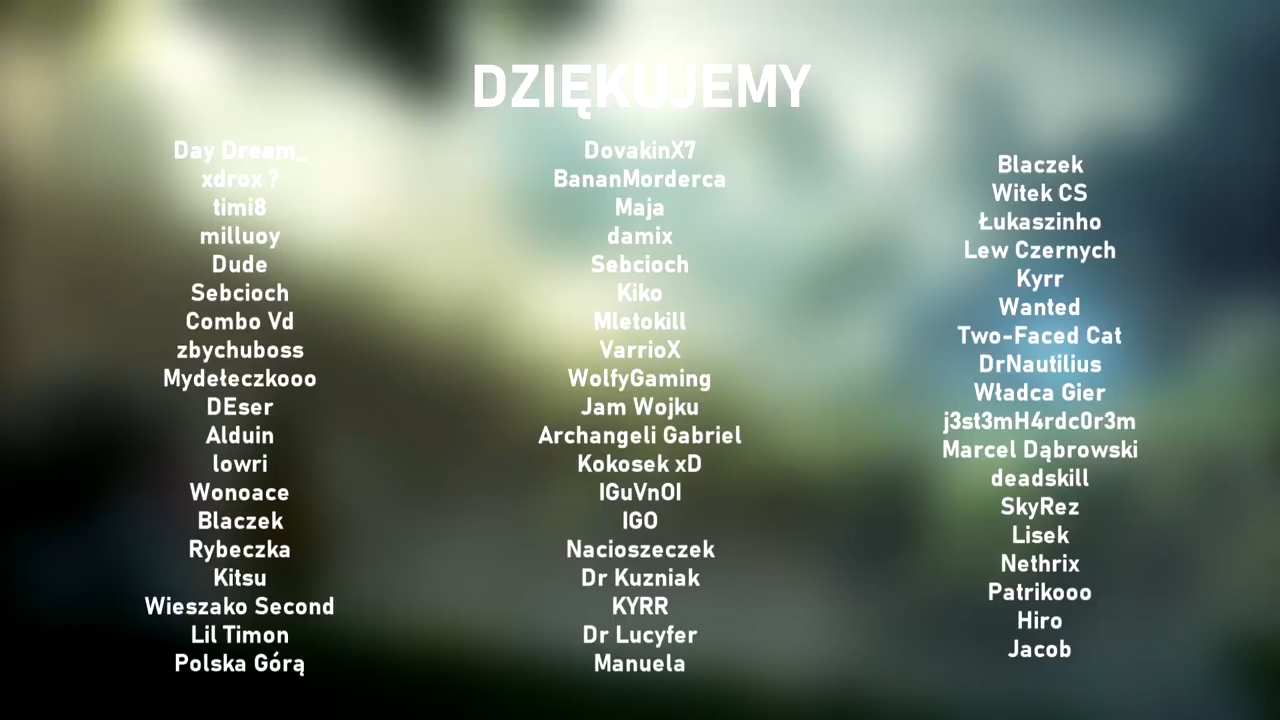 DZIĘKUJEMY
Day Dream_
xdrox ?
timi8
milluoy
Dude
Sebcioch
Combo Vd
zbychuboss
Mydełeczkooo
DEser
Alduin
lowri
Wonoace
Blaczek
Rybeczka
Kitsu
Wieszako Second
Lil Timon
Polska Górą
DovakinX7
BananMorderca
Maja
damix
Sebcioch
Kiko
Mletokill
VarrioX
WolfyGaming
Jam Wojku
Archangeli Gabriel
Kokosek xD
IGuVnOI
IGO
Nacioszeczek
Dr Kuzniak
KYRR
Dr Lucyfer
Manuela
Blaczek
Witek CS
Łukaszinho
Lew Czernych
Kyrr
Wanted
Two-Faced Cat
DrNautilius
Władca Gier
j3st3mH4rdc0r3m
Marcel Dąbrowski
deadskill
SkyRez
Lisek
Nethrix
Patrikooo
Hiro
Jacob